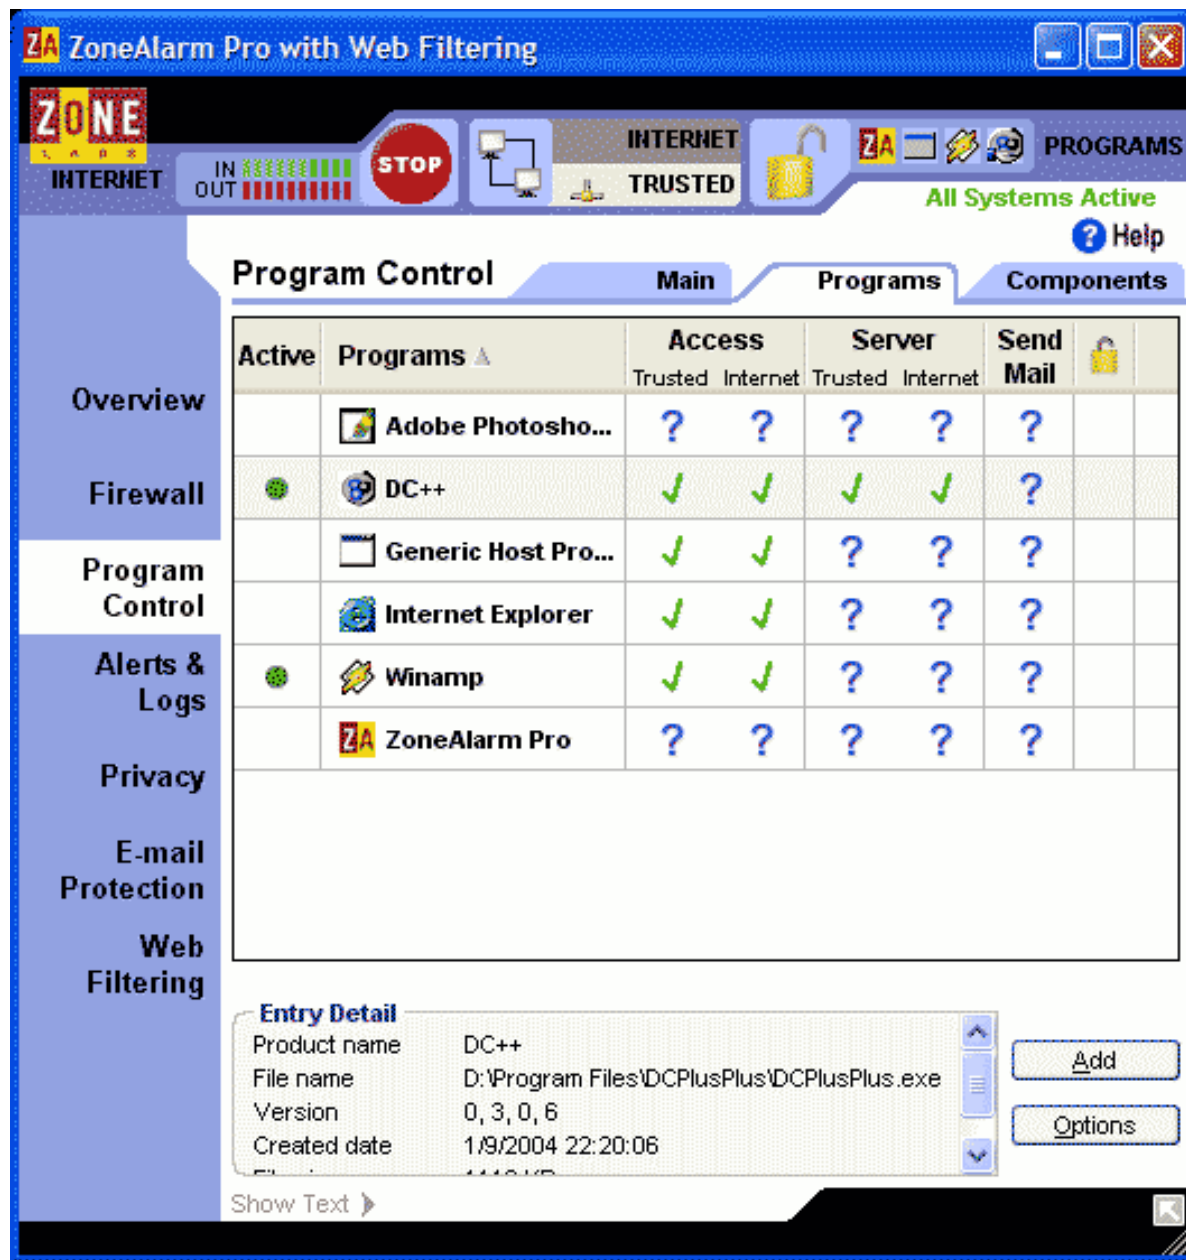 ZA ZoneAlarm Pro with Web Filtering
ZONE
LABS
INTERNET
IN
OUT
STOP
INTERNET
TRUSTED
ZA
PROGRAMS
All Systems Active
? Help
Program Control
Main
Programs
Components
Active
Programs
Access
Server
Send Mail
Trusted Internet Trusted Internet
Adobe Photosho... ? ? ? ? ?
DC++ ?
Generic Host Pro... ? ? ?
Internet Explorer ? ? ?
Winamp ? ? ?
ZA ZoneAlarm Pro ? ? ? ? ?
Overview
Firewall
Program
Control
Alerts &
Logs
Privacy
E-mail
Protection
Web
Filtering
Entry Detail
Product name DC++
File name D:\Program Files\DCPlusPlus\DCPlusPlus.exe
Version 0, 3, 0, 6
Created date 1/9/2004 22:20:06
Add
Options
Show Text